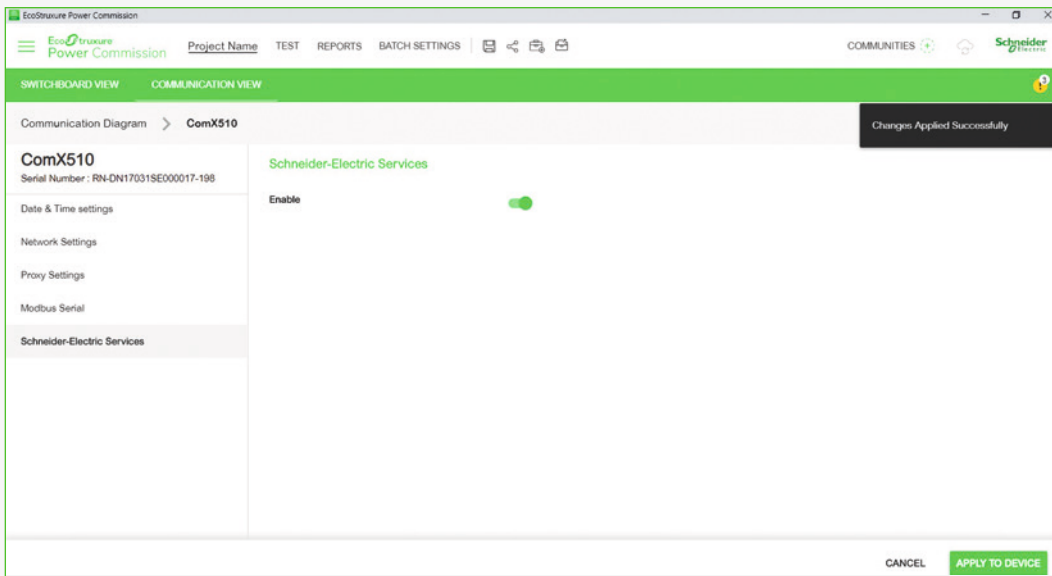 EcoStruxure Power Commission
EcoStruxure
Power Commission
Project Name TEST REPORTS BATCH SETTINGS
COMMUNITIES
Schneider
Electric
SWITCHBOARD VIEW COMMUNICATION VIEW
3
Communication Diagram > ComX510
Changes Applied Successfully
ComX510
Serial Number : RN-DN17031SE000017-198
Date & Time settings
Network Settings
Proxy Settings
Modbus Serial
Schneider-Electric Services
Schneider-Electric Services
Enable
CANCEL APPLY TO DEVICE